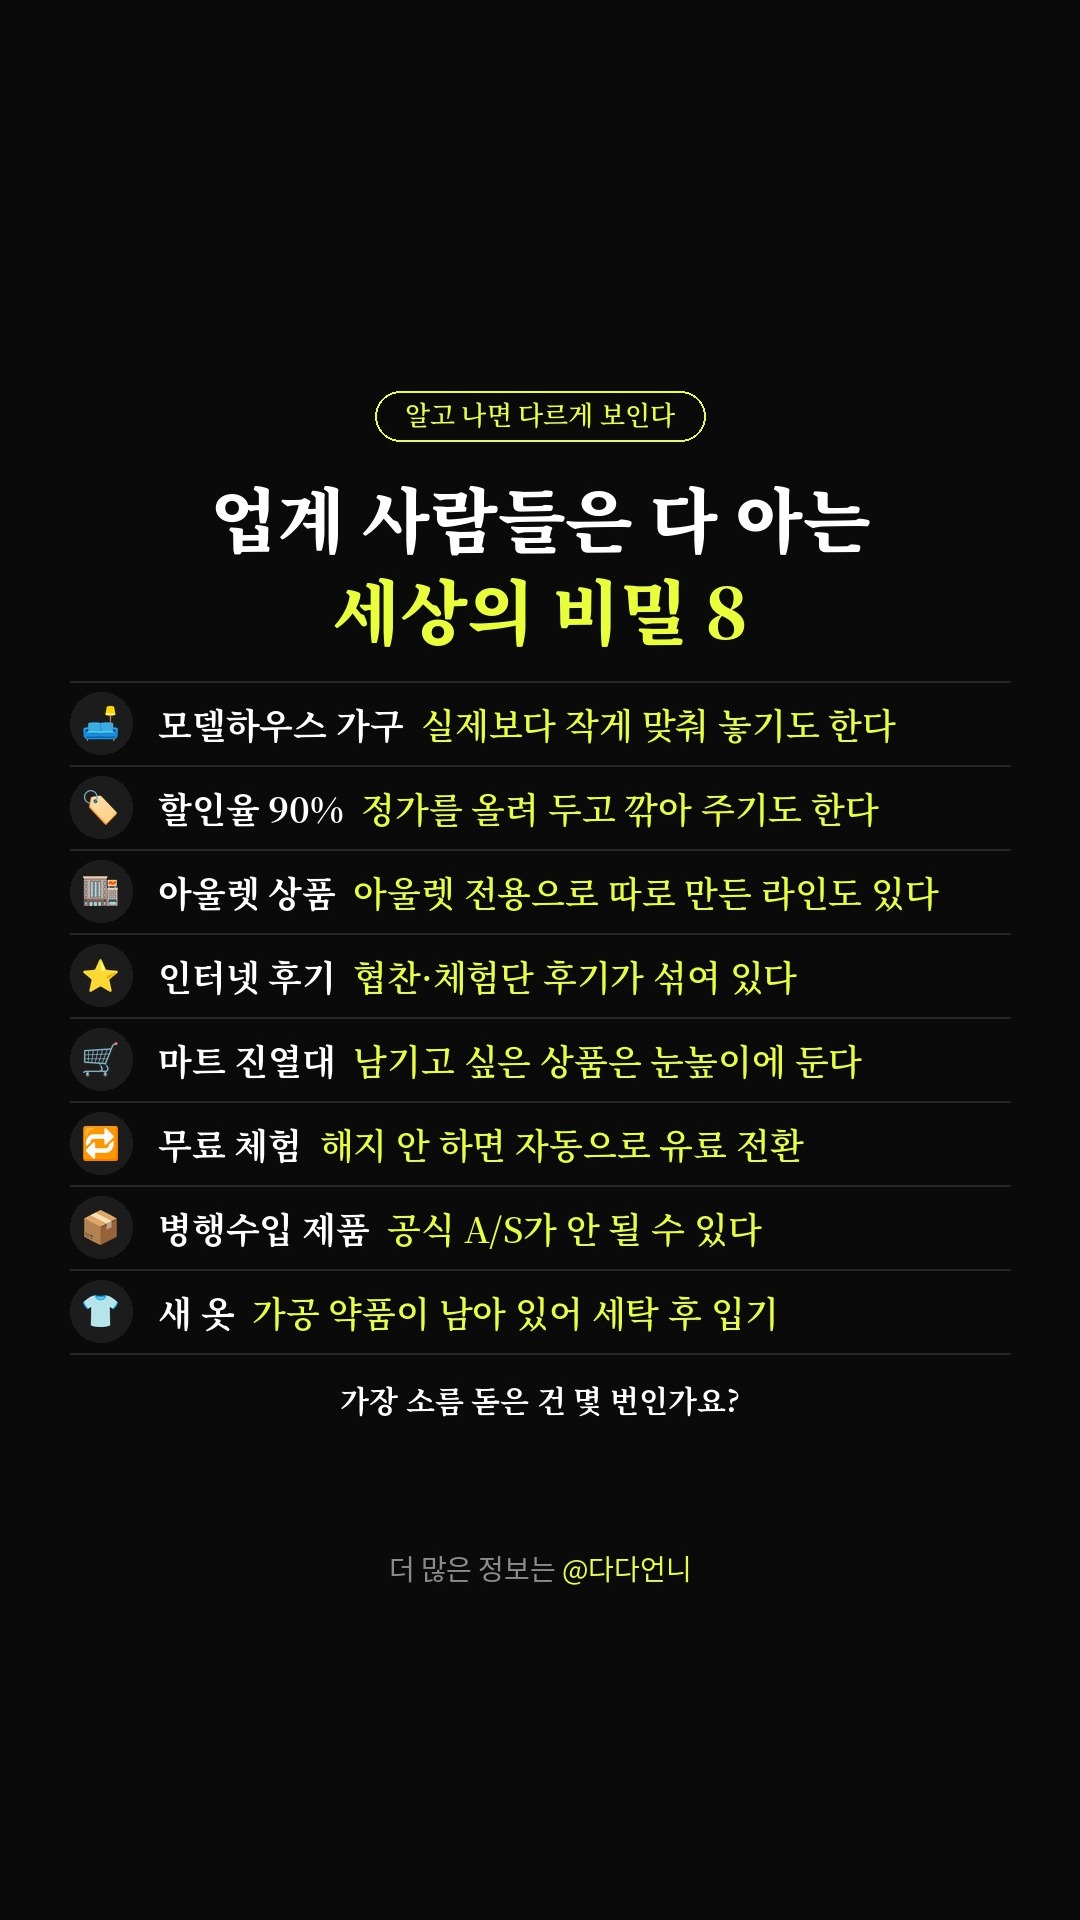 알고 나면 다르게 보인다
업계 사람들은 다 아는
세상의 비밀 8
모델하우스 가구 실제보다 작게 맞춰 놓기도 한다
할인율 90% 정가를 올려 두고 깎아 주기도 한다
아울렛 상품 아울렛 전용으로 따로 만든 라인도 있다
인터넷 후기 협찬·체험단 후기가 섞여 있다
마트 진열대 남기고 싶은 상품은 눈높이에 둔다
무료 체험 해지 안 하면 자동으로 유료 전환
병행수입 제품 공식 A/S가 안 될 수 있다
새 옷 가공 약품이 남아 있어 세탁 후 입기
가장 소름 돋은 건 몇 번인가요?
더 많은 정보는 @다다언니